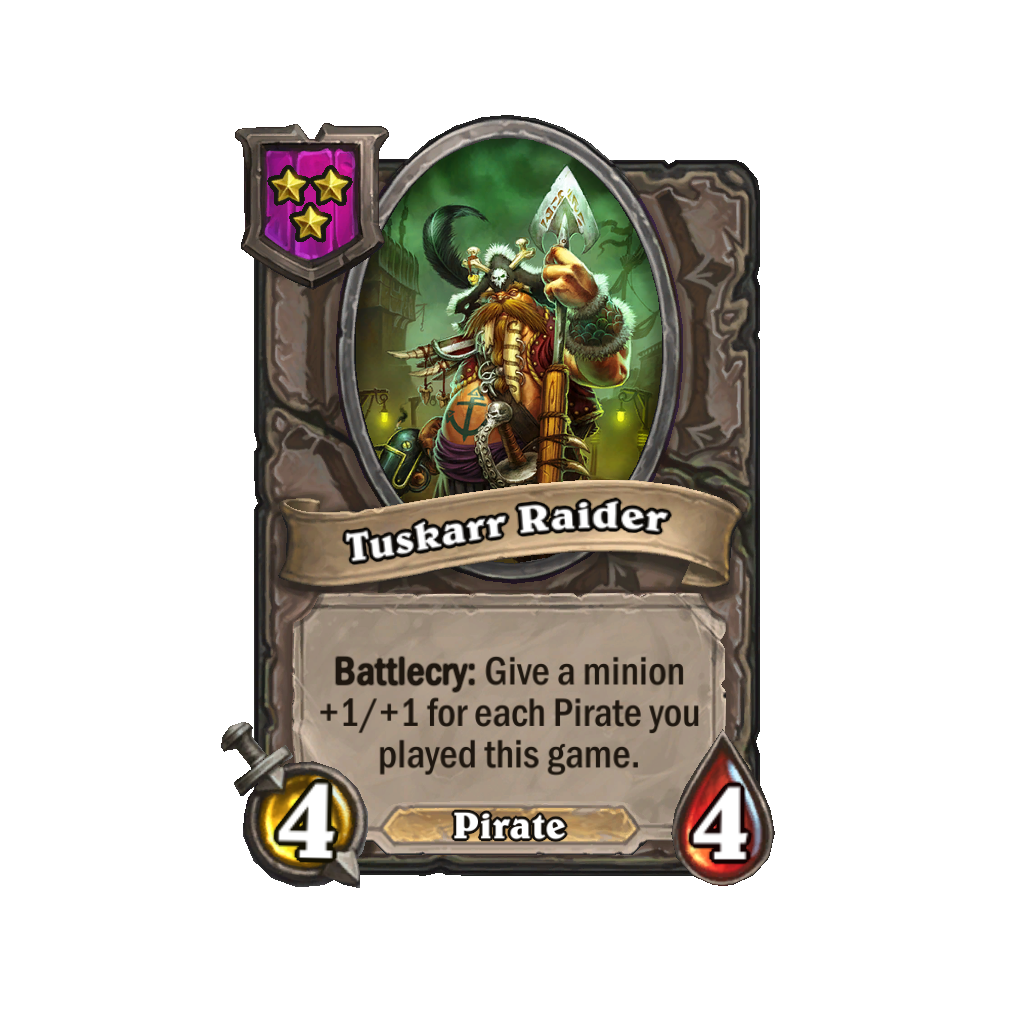 Tuskarr Raider
Battlecry: Give a minion
+1/+1 for each Pirate you
played this game.
4
Pirate
4